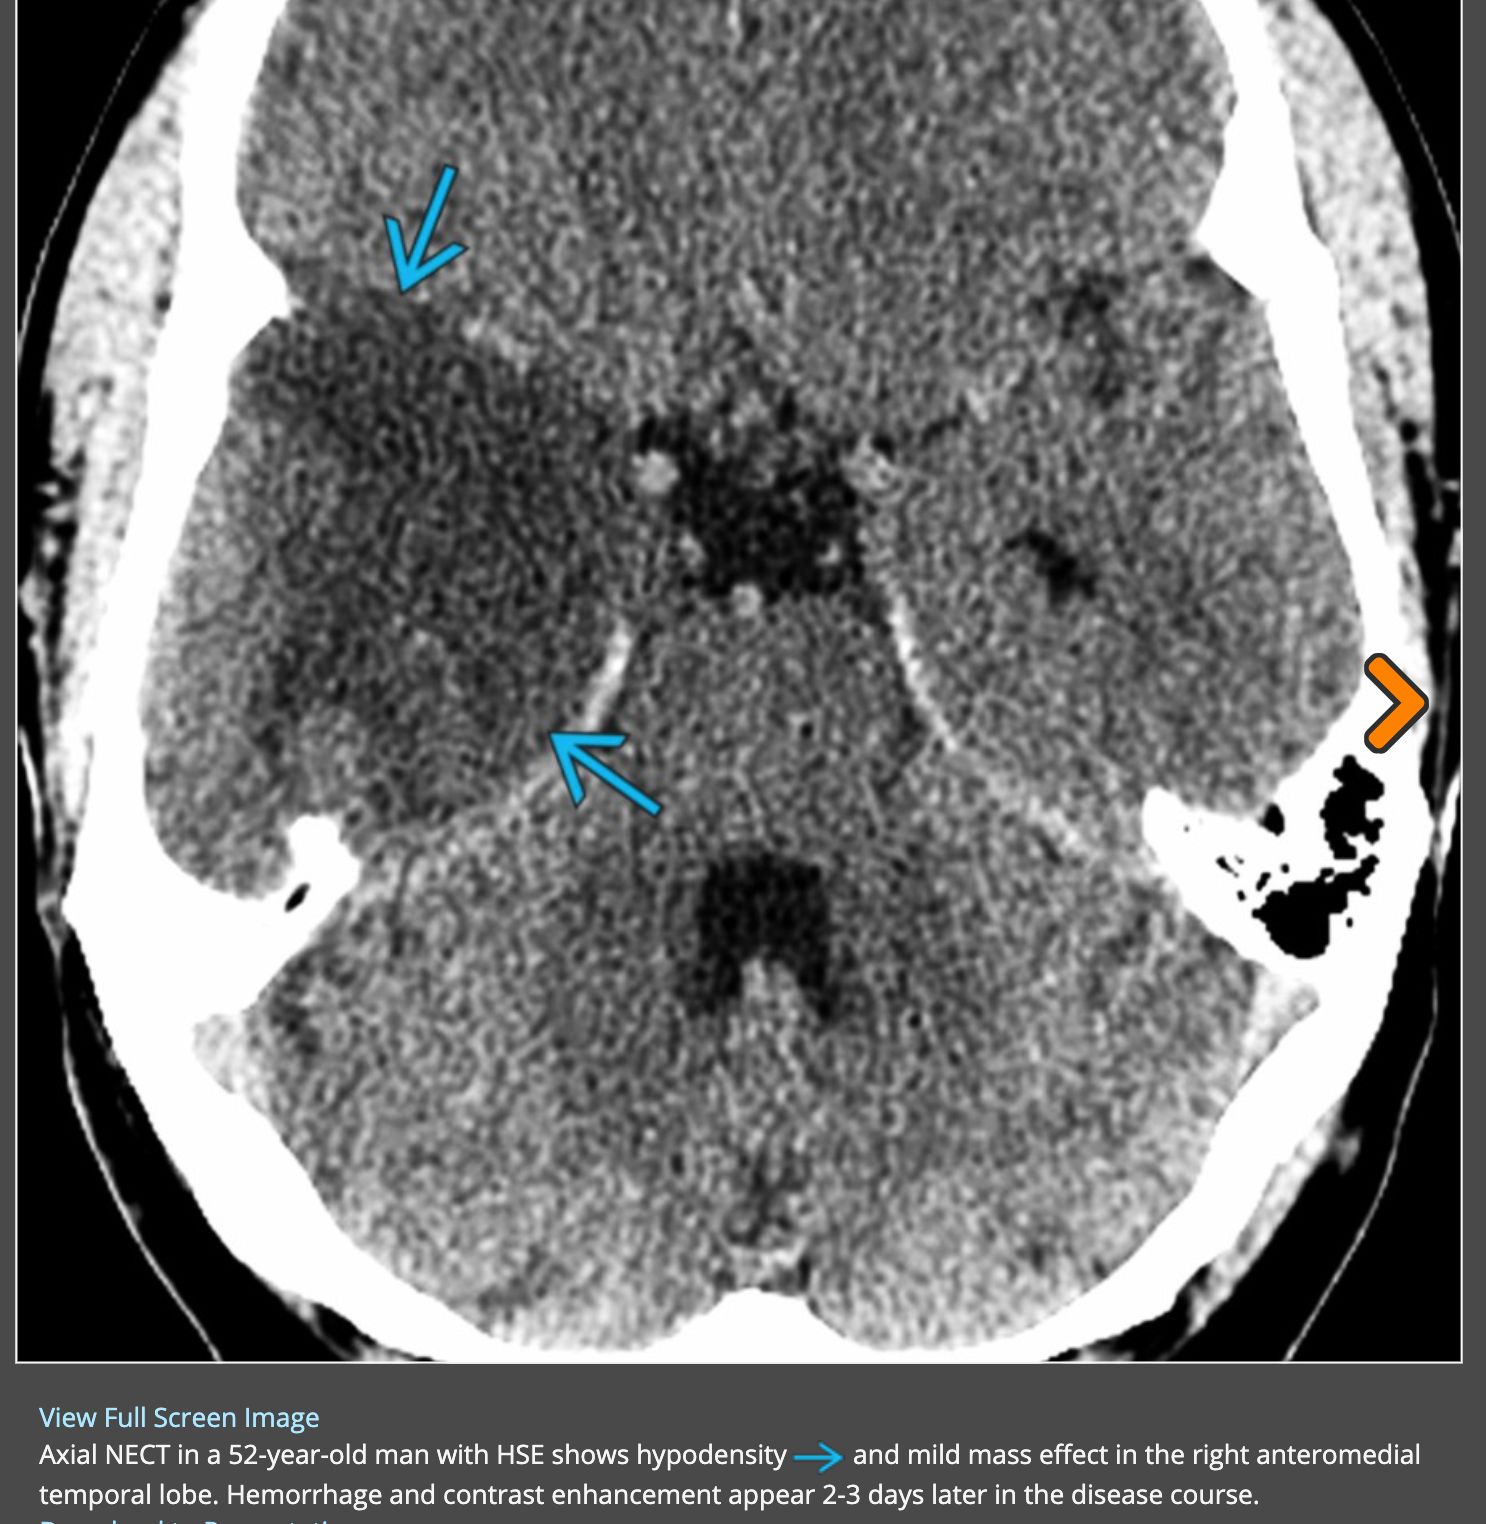 View Full Screen Image
Axial NECT in a 52-year-old man with HSE shows hypodensity and mild mass effect in the right anteromedial
temporal lobe. Hemorrhage and contrast enhancement appear 2-3 days later in the disease course.